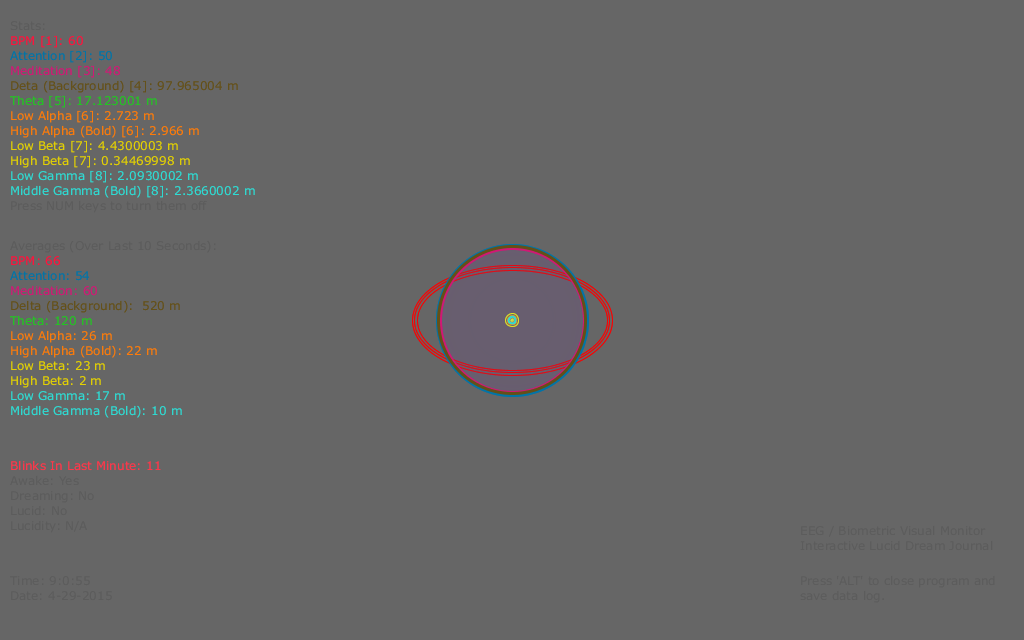 Stats:
BPM [1]: 60
Attention [2]: 50
Meditation [3]: 48
Deta (Background) [4]: 97.965004 m
Theta [5]: 17.123001 m
Low Alpha [6]: 2.723 m
High Alpha (Bold) [6]: 2.966 m
Low Beta [7]: 4.4300003 m
High Beta [7]: 0.34469998 m
Low Gamma [8]: 2.0930002 m
Middle Gamma (Bold) [8]: 2.3660002 m
Press NUM keys to turn them off
Averages (Over Last 10 Seconds):
BPM: 66
Attention: 54
Meditation: 60
Delta (Background):  520 m
Theta: 120 m
Low Alpha: 26 m
High Alpha (Bold): 22 m
Low Beta: 23 m
High Beta: 2 m
Low Gamma: 17 m
Middle Gamma (Bold): 10 m
Blinks In Last Minute: 11
Awake: Yes
Dreaming: No
Lucid: No
Lucidity: N/A
Time: 9:0:55
Date: 4-29-2015
EEG / Biometric Visual Monitor
Interactive Lucid Dream Journal
Press 'ALT' to close program and
save data log.